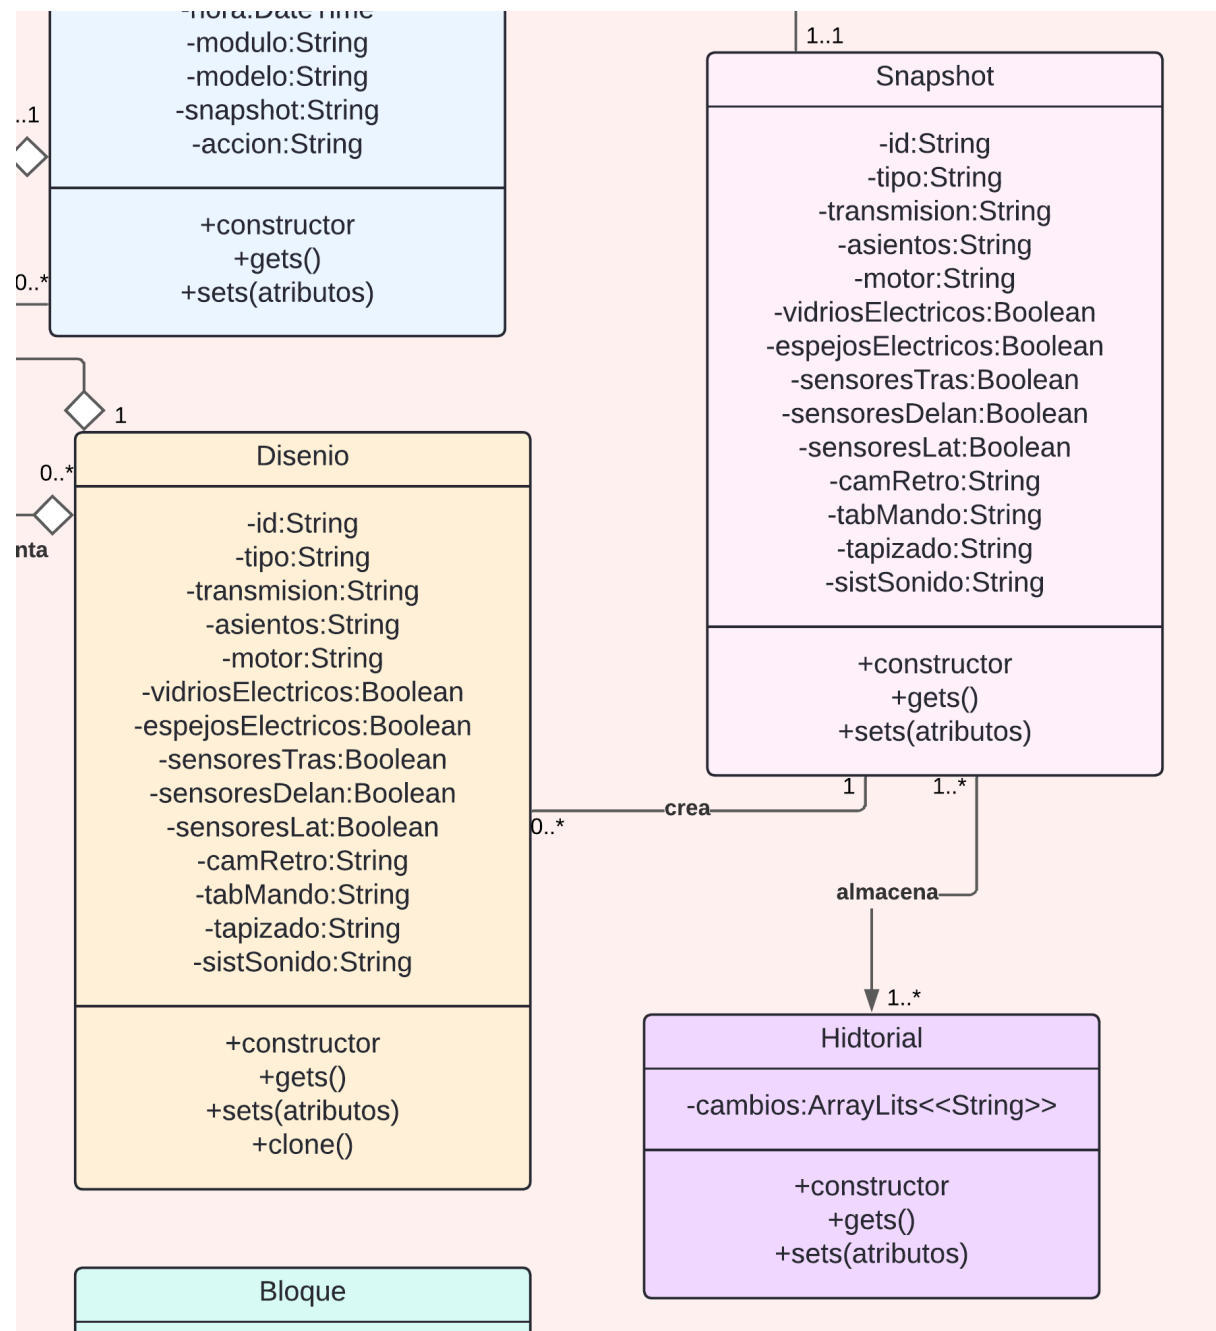 -hora:DateTime
-modulo:String
-modelo:String
-snapshot:String
-accion:String
+constructor
+gets()
+sets(atributos)
..1
0..*
1
0..*
nta
Disenio
-id:String
-tipo:String
-transmision:String
-asientos:String
-motor:String
-vidriosElectricos:Boolean
-espejosElectricos:Boolean
-sensoresTras:Boolean
-sensoresDelan:Boolean
-sensoresLat:Boolean
-camRetro:String
-tabMando:String
-tapizado:String
-sistSonido:String
+constructor
+gets()
+sets(atributos)
+clone()
0..*
crea
1
1..1
Snapshot
-id:String
-tipo:String
-transmision:String
-asientos:String
-motor:String
-vidriosElectricos:Boolean
-espejosElectricos:Boolean
-sensoresTras:Boolean
-sensoresDelan:Boolean
-sensoresLat:Boolean
-camRetro:String
-tabMando:String
-tapizado:String
-sistSonido:String
+constructor
+gets()
+sets(atributos)
1..*
almacena
1..*
Hidtorial
-cambios:ArrayLits<<String>>
+constructor
+gets()
+sets(atributos)
Bloque